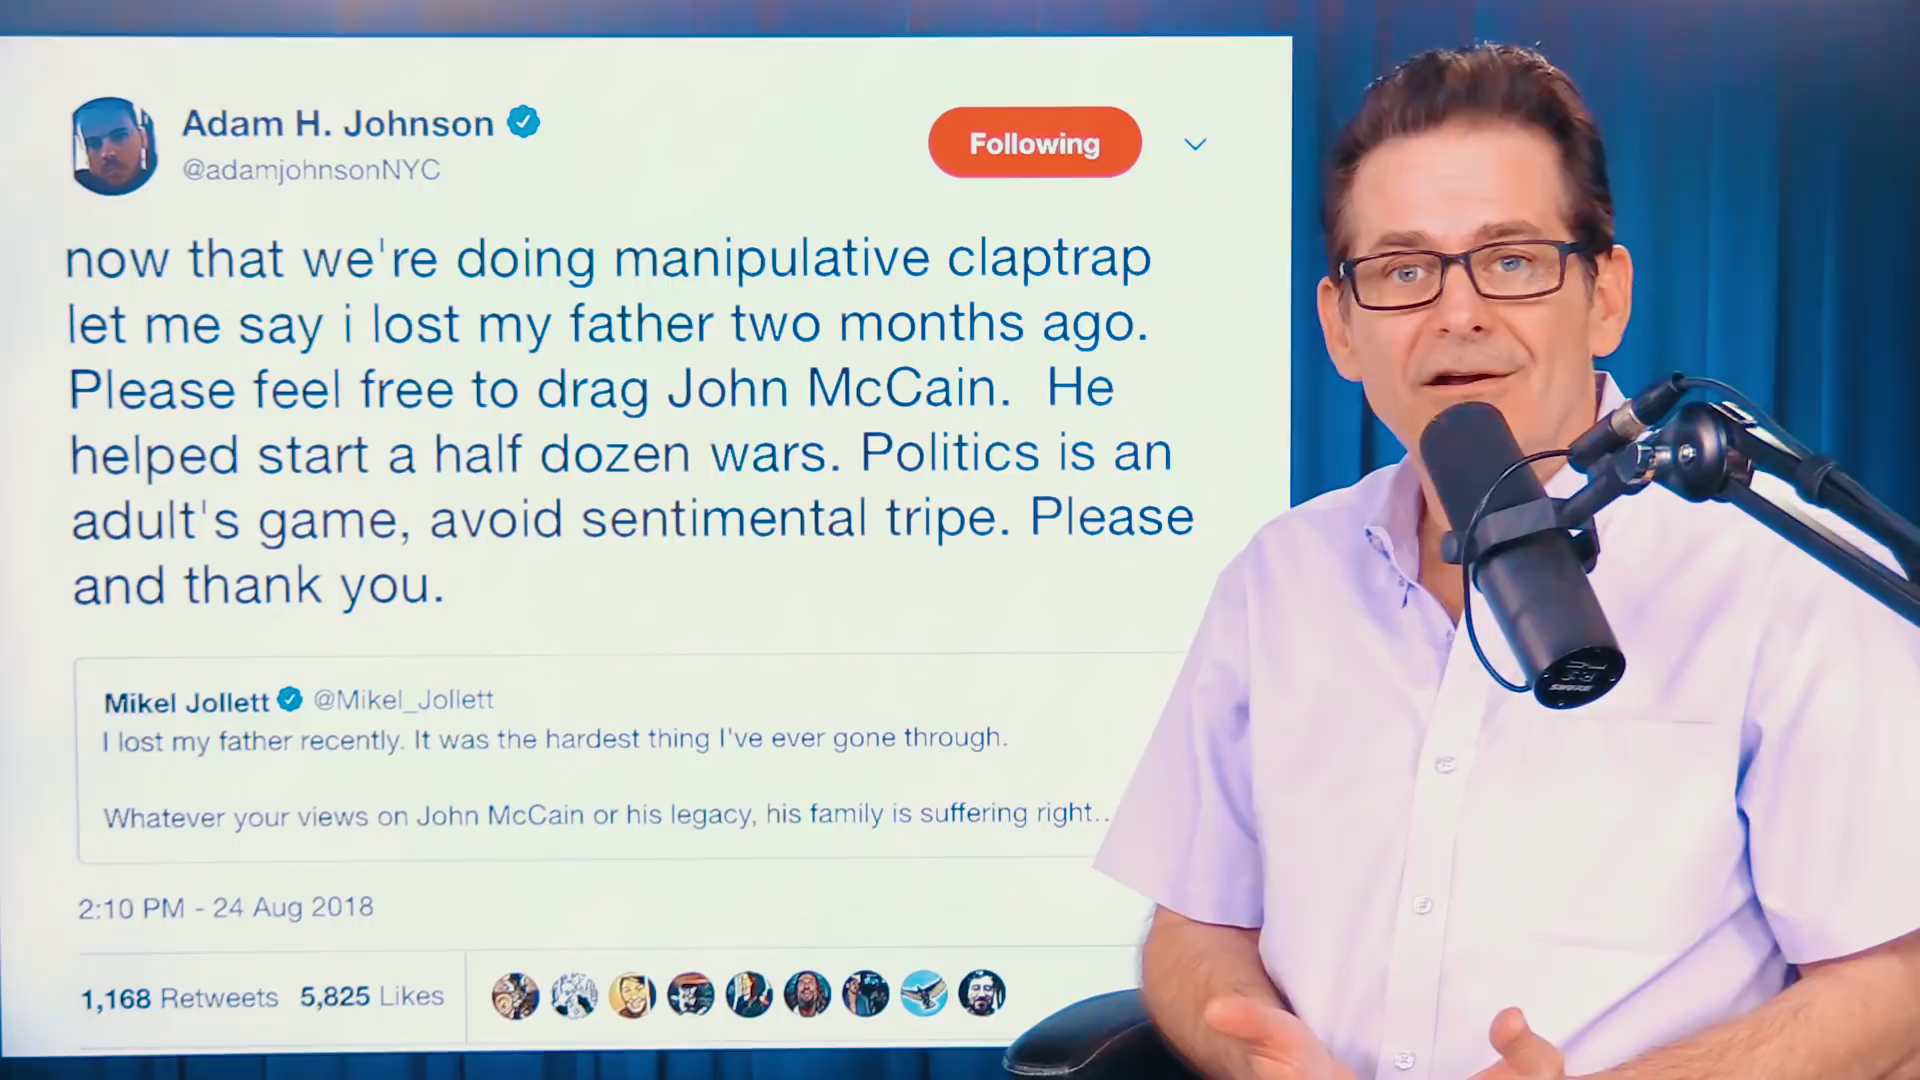 Adam H. Johnson
@adamjohnsonNYC
Following
now that we're doing manipulative claptrap
let me say i lost my father two months ago.
Please feel free to drag John McCain. He
helped start a half dozen wars. Politics is an
adult's game, avoid sentimental tripe. Please
and thank you.
Mikel Jollett @Mikel_Jollett
I lost my father recently. It was the hardest thing I've ever gone through.
Whatever your views on John McCain or his legacy, his family is suffering right..
2:10 PM - 24 Aug 2018
1,168 Retweets 5,825 Likes
SHURE